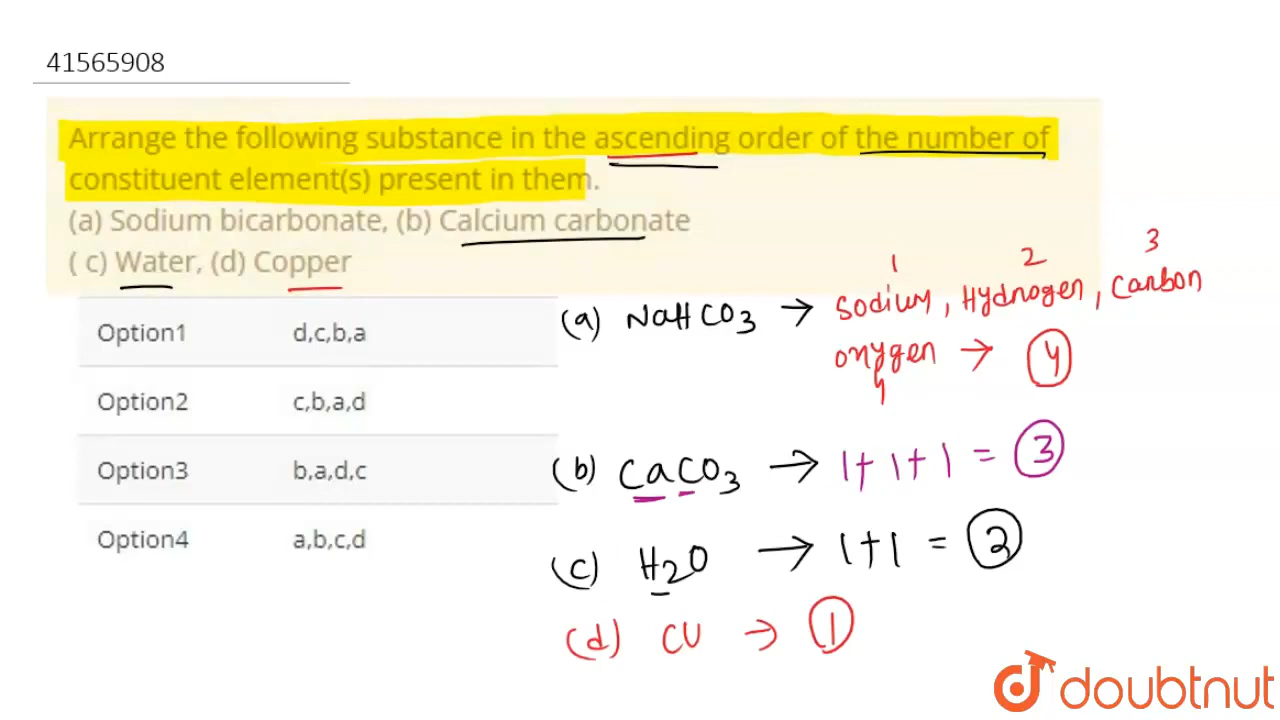 41565908
Arrange the following substance in the ascending order of the number of
constituent element(s) present in them.
(a) Sodium bicarbonate, (b) Calcium carbonate
( c) Water, (d) Copper
Option1 d,c,b,a
Option2 c,b,a,d
Option3 b,a,d,c
Option4 a,b,c,d
1 2 3
(a) NaHCO3 → Sodium, Hydrogen, Carbon
oxygen → 4
4
(b) CaCO3 → 1+1+1 = 3
(c) H2O → 1+1 = 2
(d) CU → 1
doubtnut